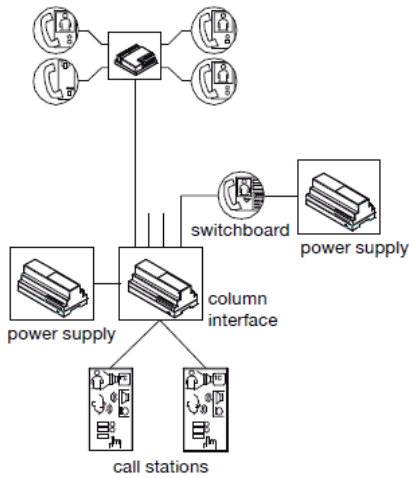 switchboard
power supply
column
interface
power supply
call stations